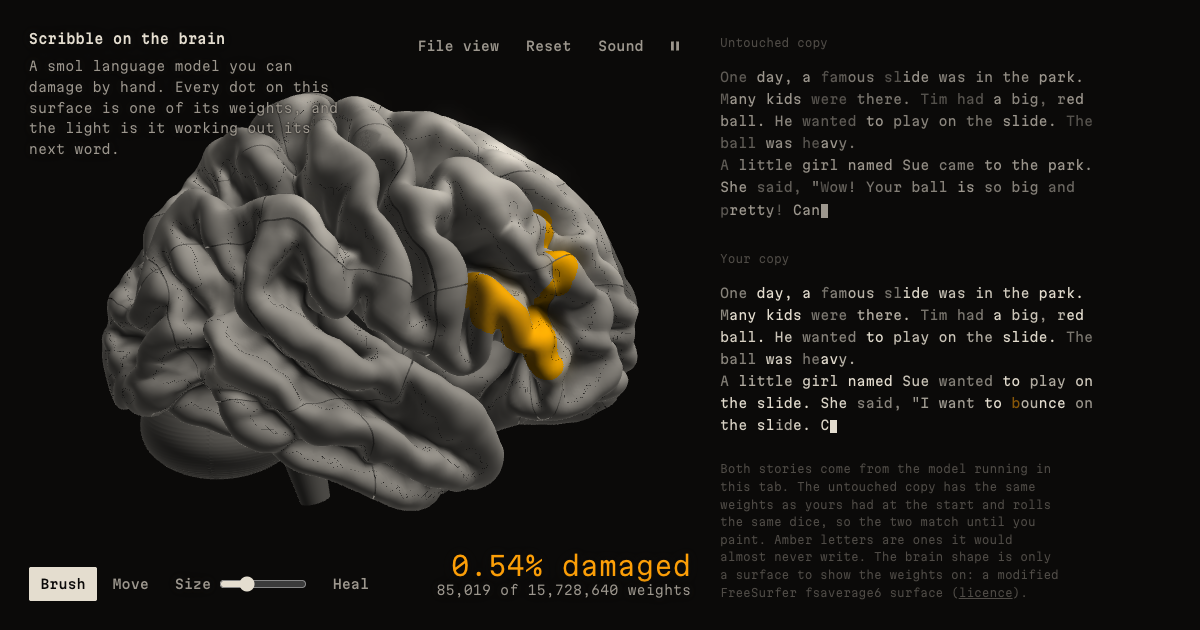 Scribble on the brain
A smol language model you can
damage by hand. Every dot on this
surface is one of its weights, and
the light is it working out its
next word.
File view Reset Sound
Untouched copy
One day, a famous slide was in the park.
Many kids were there. Tim had a big, red
ball. He wanted to play on the slide. The
ball was heavy.
A little girl named Sue came to the park.
She said, "Wow! Your ball is so big and
pretty! Can
Your copy
One day, a famous slide was in the park.
Many kids were there. Tim had a big, red
ball. He wanted to play on the slide. The
ball was heavy.
A little girl named Sue wanted to play on
the slide. She said, "I want to bounce on
the slide. C
Both stories come from the model running in
this tab. The untouched copy has the same
weights as yours had at the start and rolls
the same dice, so the two match until you
paint. Amber letters are ones it would
almost never write. The brain shape is only
a surface to show the weights on: a modified
FreeSurfer fsaverage6 surface (licence).
0.54% damaged
85,019 of 15,728,640 weights
Brush Move Size Heal